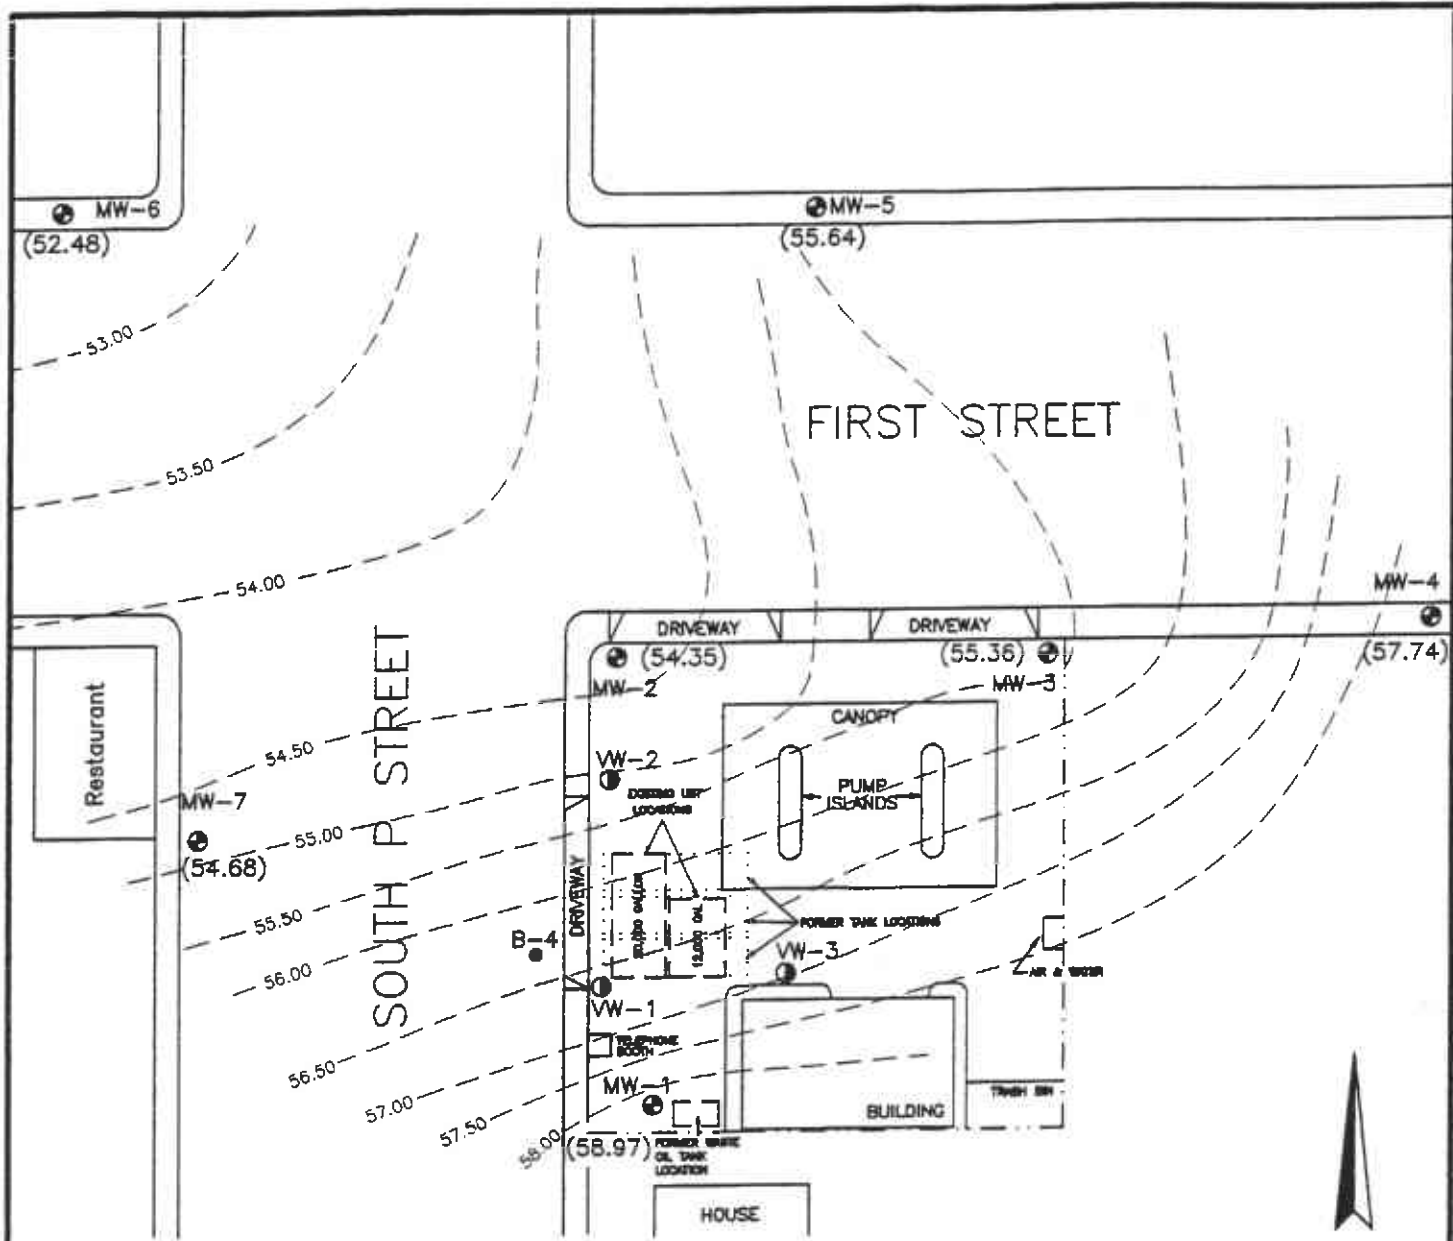 MW-6
(52.48)
MW-5
(55.64)
53.00
FIRST STREET
53.50
54.00
MW-4
(57.74)
DRIVEWAY
DRIVEWAY
(54.35)
(55.36)
MW-2
MW-3
CANOPY
Restaurant
SOUTH P STREET
54.50
VW-2
MW-7
(54.68)
PUMP
ISLANDS
LOCATIONS
55.00
55.50
DRIVEWAY
12,000 GAL
FORMER TANK LOCATIONS
B-4
VW-3
56.00
AIR & WATER
VW-1
TELEPHONE
BOOTH
56.50
57.00
MW-1
57.50
BUILDING
TRASH BIN
58.00
(58.97)
FORMER WASTE
OIL TANK
LOCATION
HOUSE